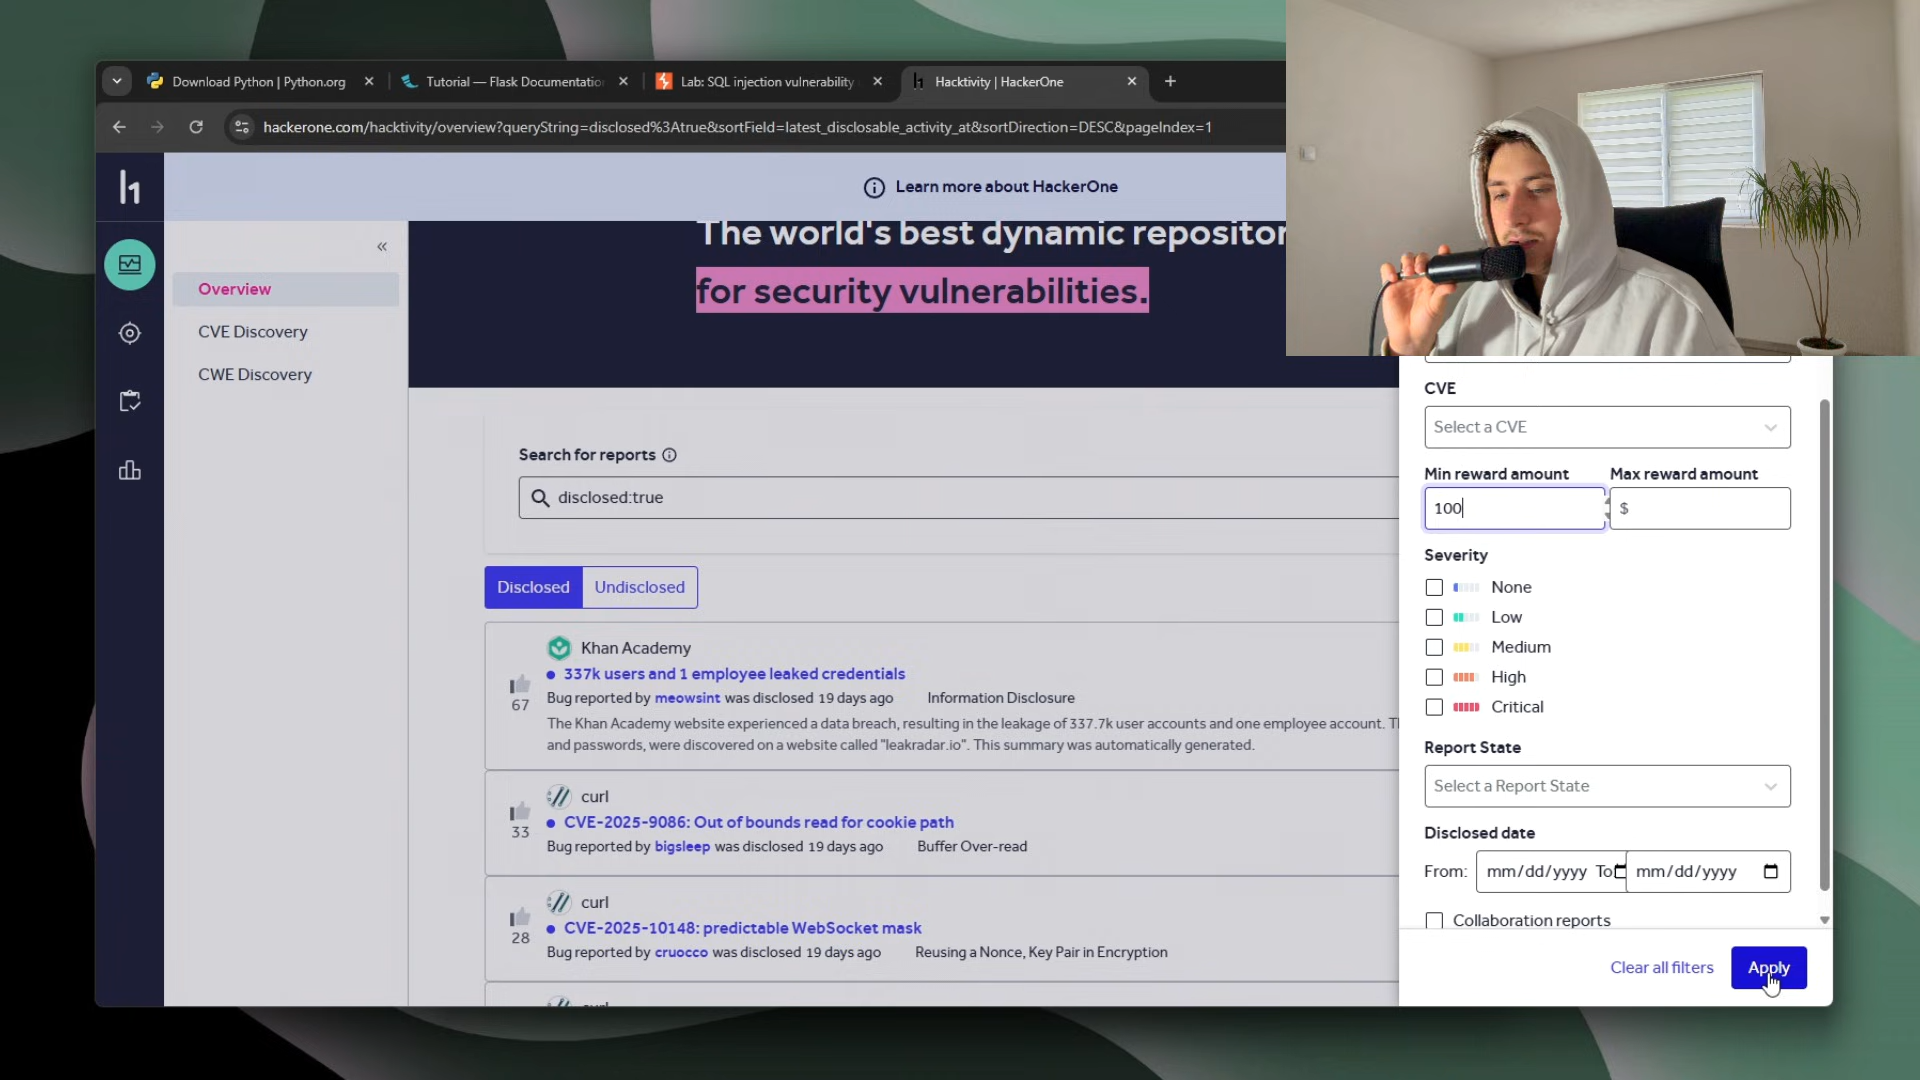 Download Python | Python.org
Tutorial — Flask Documentatio
Lab: SQL injection vulnerability
Hacktivity | HackerOne
hackerone.com/hacktivity/overview?queryString=disclosed%3Atrue&sortField=latest_disclosable_activity_at&sortDirection=DESC&pageIndex=1
Learn more about HackerOne
Overview
CVE Discovery
CWE Discovery
The world's best dynamic repositor
for security vulnerabilities.
Search for reports
disclosed:true
Disclosed
Undisclosed
Khan Academy
337k users and 1 employee leaked credentials
Bug reported by meowsint was disclosed 19 days ago
Information Disclosure
67
The Khan Academy website experienced a data breach, resulting in the leakage of 337.7k user accounts and one employee account. T
and passwords, were discovered on a website called "leakradar.io". This summary was automatically generated.
curl
CVE-2025-9086: Out of bounds read for cookie path
33
Bug reported by bigsleep was disclosed 19 days ago
Buffer Over-read
curl
CVE-2025-10148: predictable WebSocket mask
28
Bug reported by cruocco was disclosed 19 days ago
Reusing a Nonce, Key Pair in Encryption
CVE
Select a CVE
Min reward amount
Max reward amount
100
$
Severity
None
Low
Medium
High
Critical
Report State
Select a Report State
Disclosed date
From:
mm/dd/yyyy
To
mm/dd/yyyy
Collaboration reports
Clear all filters
Apply